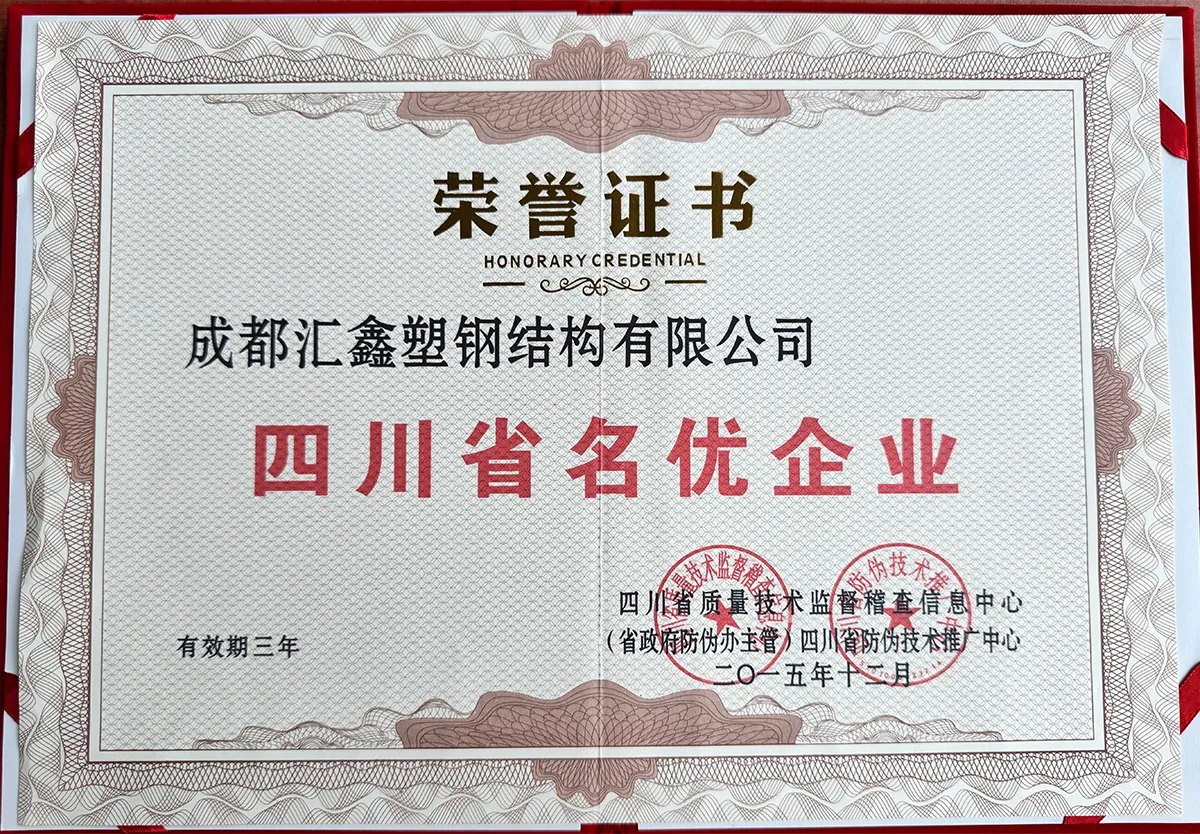 荣誉证书
HONORARY CREDENTIAL
成都汇鑫塑钢结构有限公司
四川省名优企业
四川省质量技术监督稽查信息中心
有效期三年
（省政府防伪办主管）四川省防伪技术推广中心
二〇一五年十二月